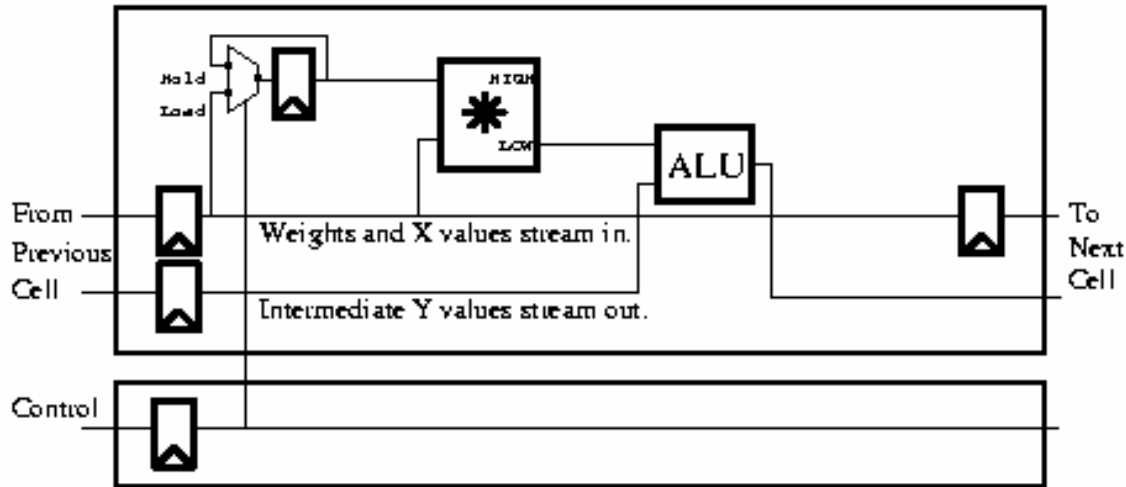 Hold
Load
HIGH
LOW
ALU
From
Previous
Cell
Weights and X values stream in.
Intermediate Y values stream out.
To
Next
Cell
Control